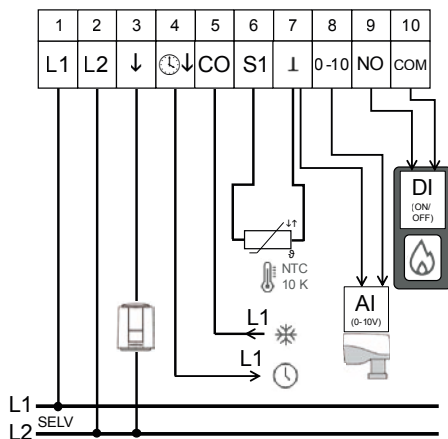 1 2 3 4 5 6 7 8 9 10
L1 L2 ↓ ↓ CO S1 ⊥ 0-10 NO COM
DI
(ON/
OFF)
↓↑
ϑ
NTC
10 K
AI
(0-10V)
L1
L1
L1
SELV
L2